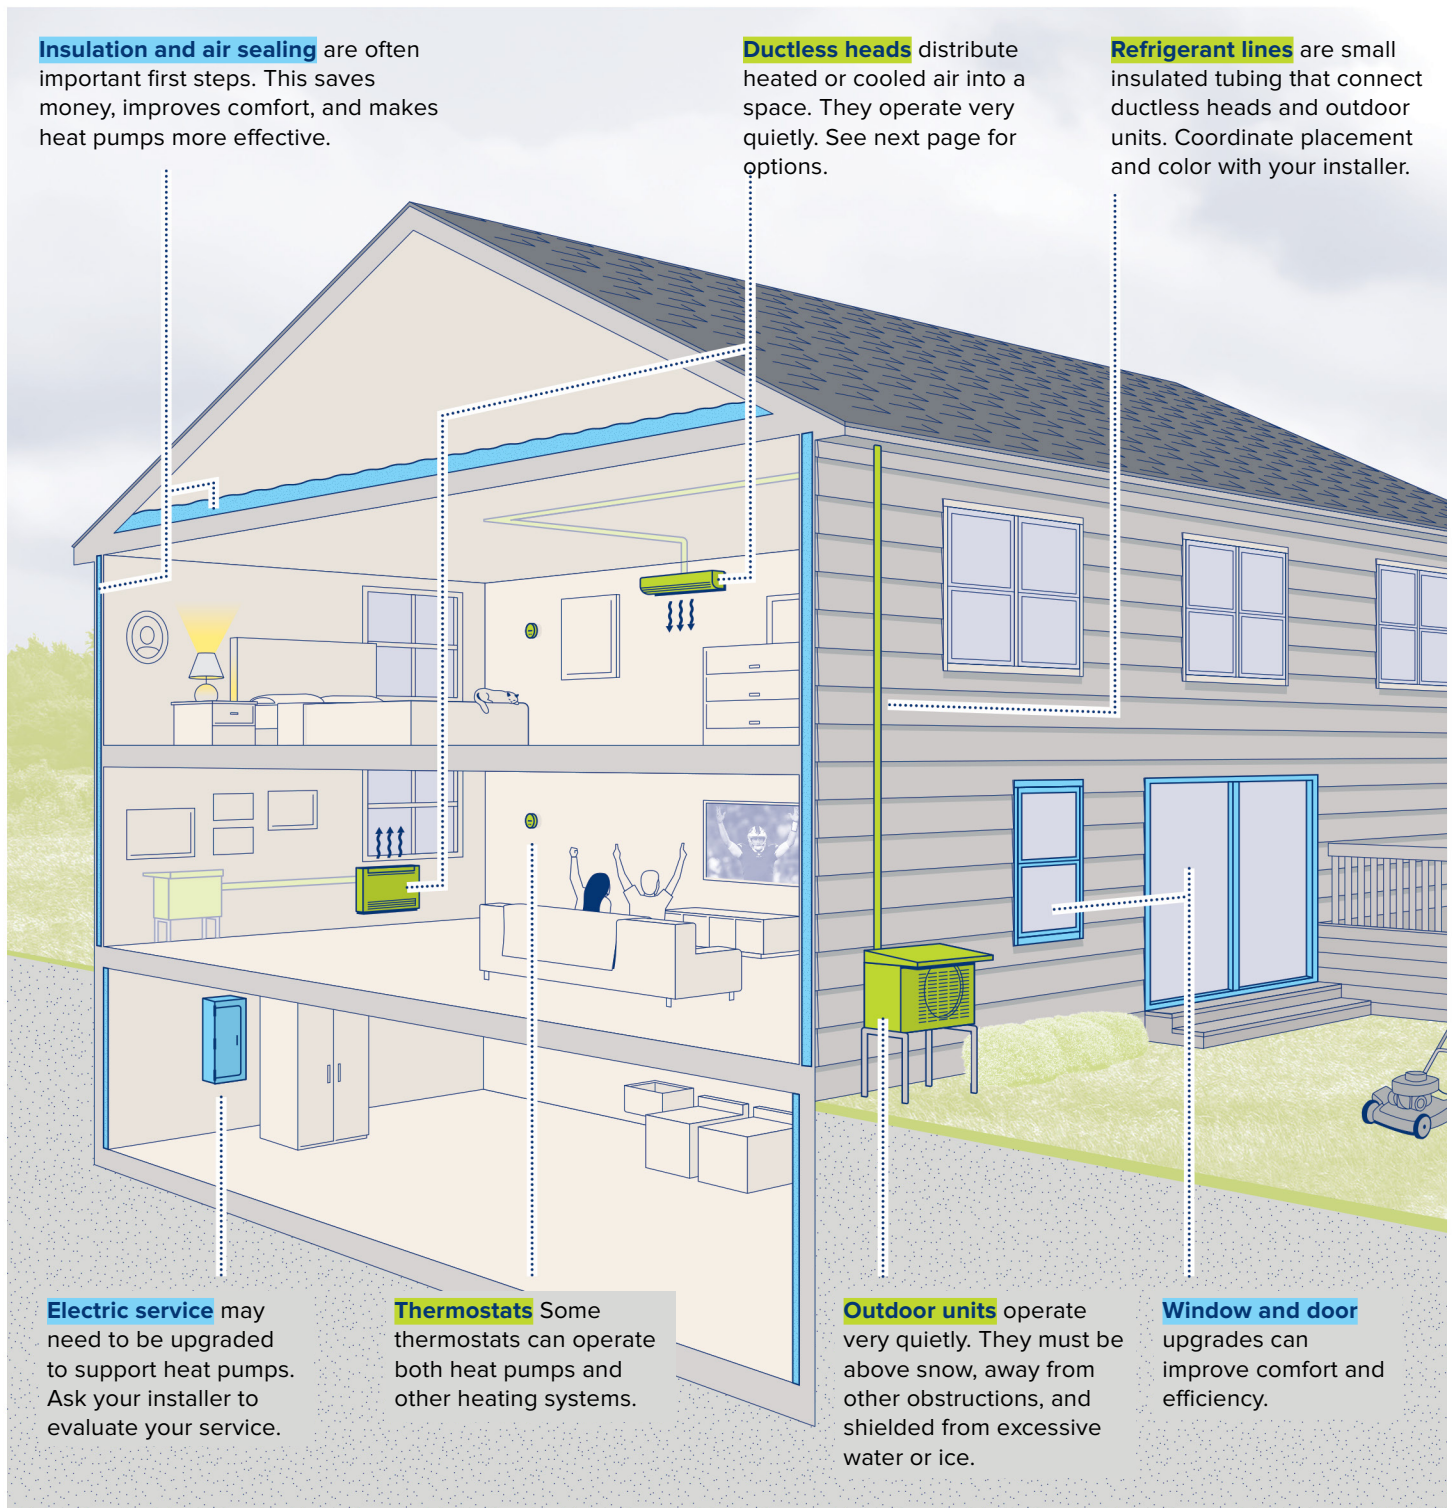 Insulation and air sealing are often
important first steps. This saves
money, improves comfort, and makes
heat pumps more effective.
Ductless heads distribute
heated or cooled air into a
space. They operate very
quietly. See next page for
options.
Refrigerant lines are small
insulated tubing that connect
ductless heads and outdoor
units. Coordinate placement
and color with your installer.
Electric service may
need to be upgraded
to support heat pumps.
Ask your installer to
evaluate your service.
Thermostats Some
thermostats can operate
both heat pumps and
other heating systems.
Outdoor units operate
very quietly. They must be
above snow, away from
other obstructions, and
shielded from excessive
water or ice.
Window and door
upgrades can
improve comfort and
efficiency.